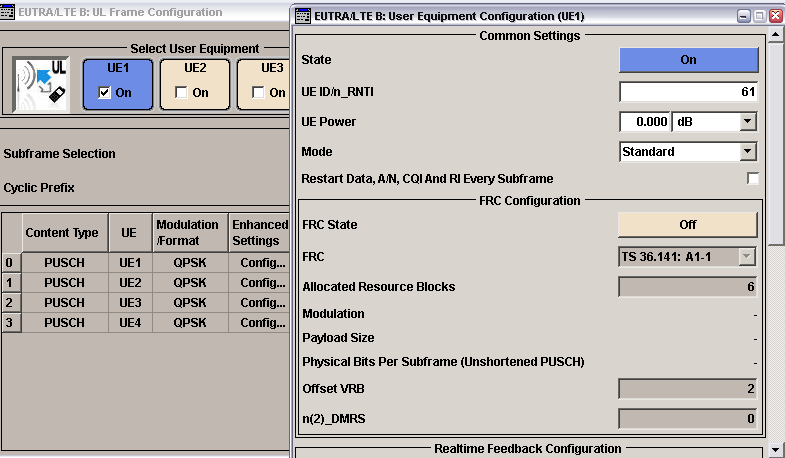 EUTRA/LTE B: UL Frame Configuration
Select User Equipment
UL
UE1
On
UE2
On
UE3
On
Subframe Selection
Cyclic Prefix
Content Type UE Modulation /Format Enhanced Settings
0 PUSCH UE1 QPSK Config...
1 PUSCH UE2 QPSK Config...
2 PUSCH UE3 QPSK Config...
3 PUSCH UE4 QPSK Config...
EUTRA/LTE B: User Equipment Configuration (UE1)
Common Settings
State On
UE ID/n_RNTI 61
UE Power 0.000 dB
Mode Standard
Restart Data, A/N, CQI And RI Every Subframe
FRC Configuration
FRC State Off
FRC TS 36.141: A1-1
Allocated Resource Blocks 6
Modulation -
Payload Size -
Physical Bits Per Subframe (Unshortened PUSCH) -
Offset VRB 2
n(2)_DMRS 0
Realtime Feedback Configuration